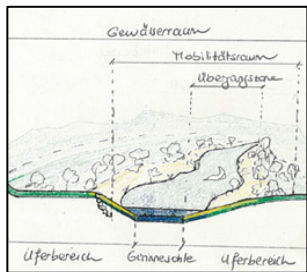 Gewässerraum
Mobilitätsraum
Übergangszone
Uferbereich Gerinnesohle Uferbereich